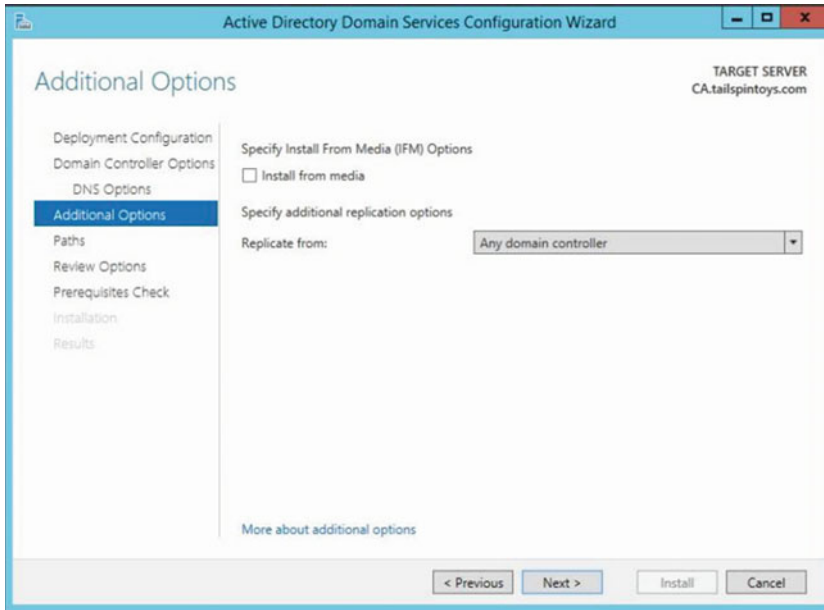 Active Directory Domain Services Configuration Wizard
Additional Options
TARGET SERVER
CA.tailspintoys.com
Deployment Configuration
Domain Controller Options
DNS Options
Additional Options
Paths
Review Options
Prerequisites Check
Installation
Results
Specify Install From Media (IFM) Options
Install from media
Specify additional replication options
Replicate from:
Any domain controller
More about additional options
< Previous
Next >
Install
Cancel